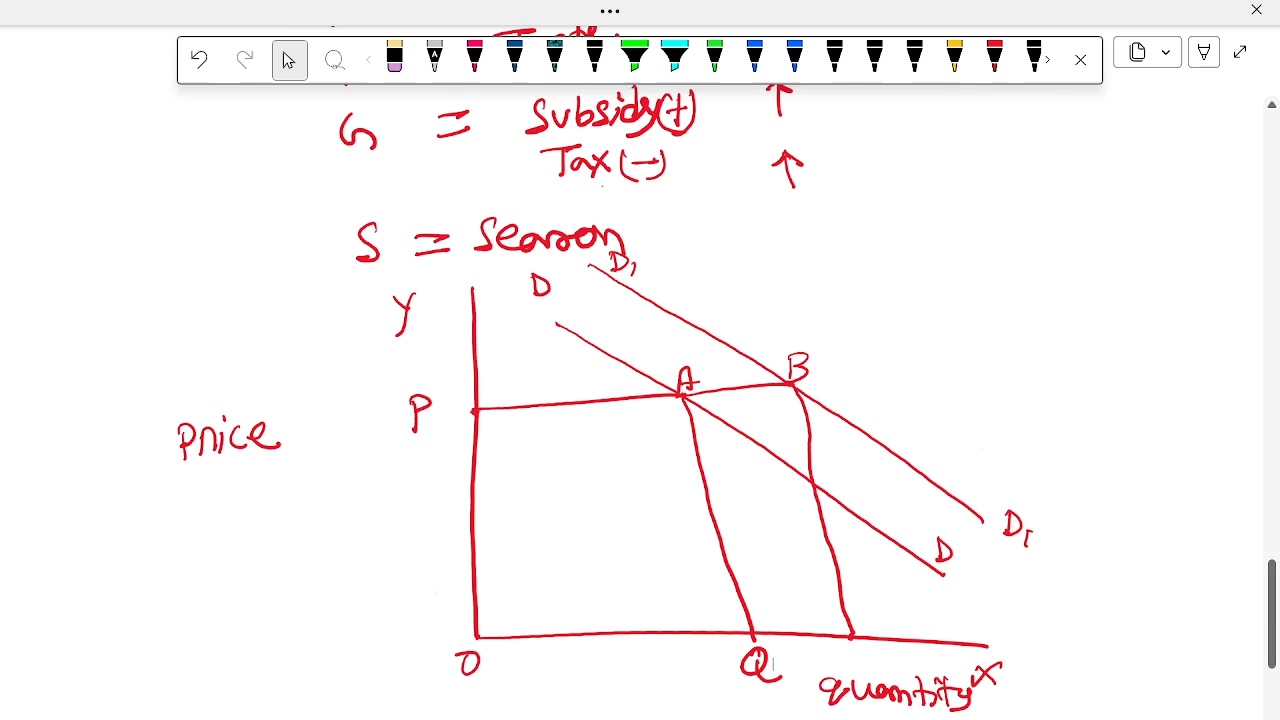 G = Subsidy(+) ↑
Tax(-) ↑
S = Season
D1
D
Y
B
A
P
Price
D1
D
O
Q
quantity x